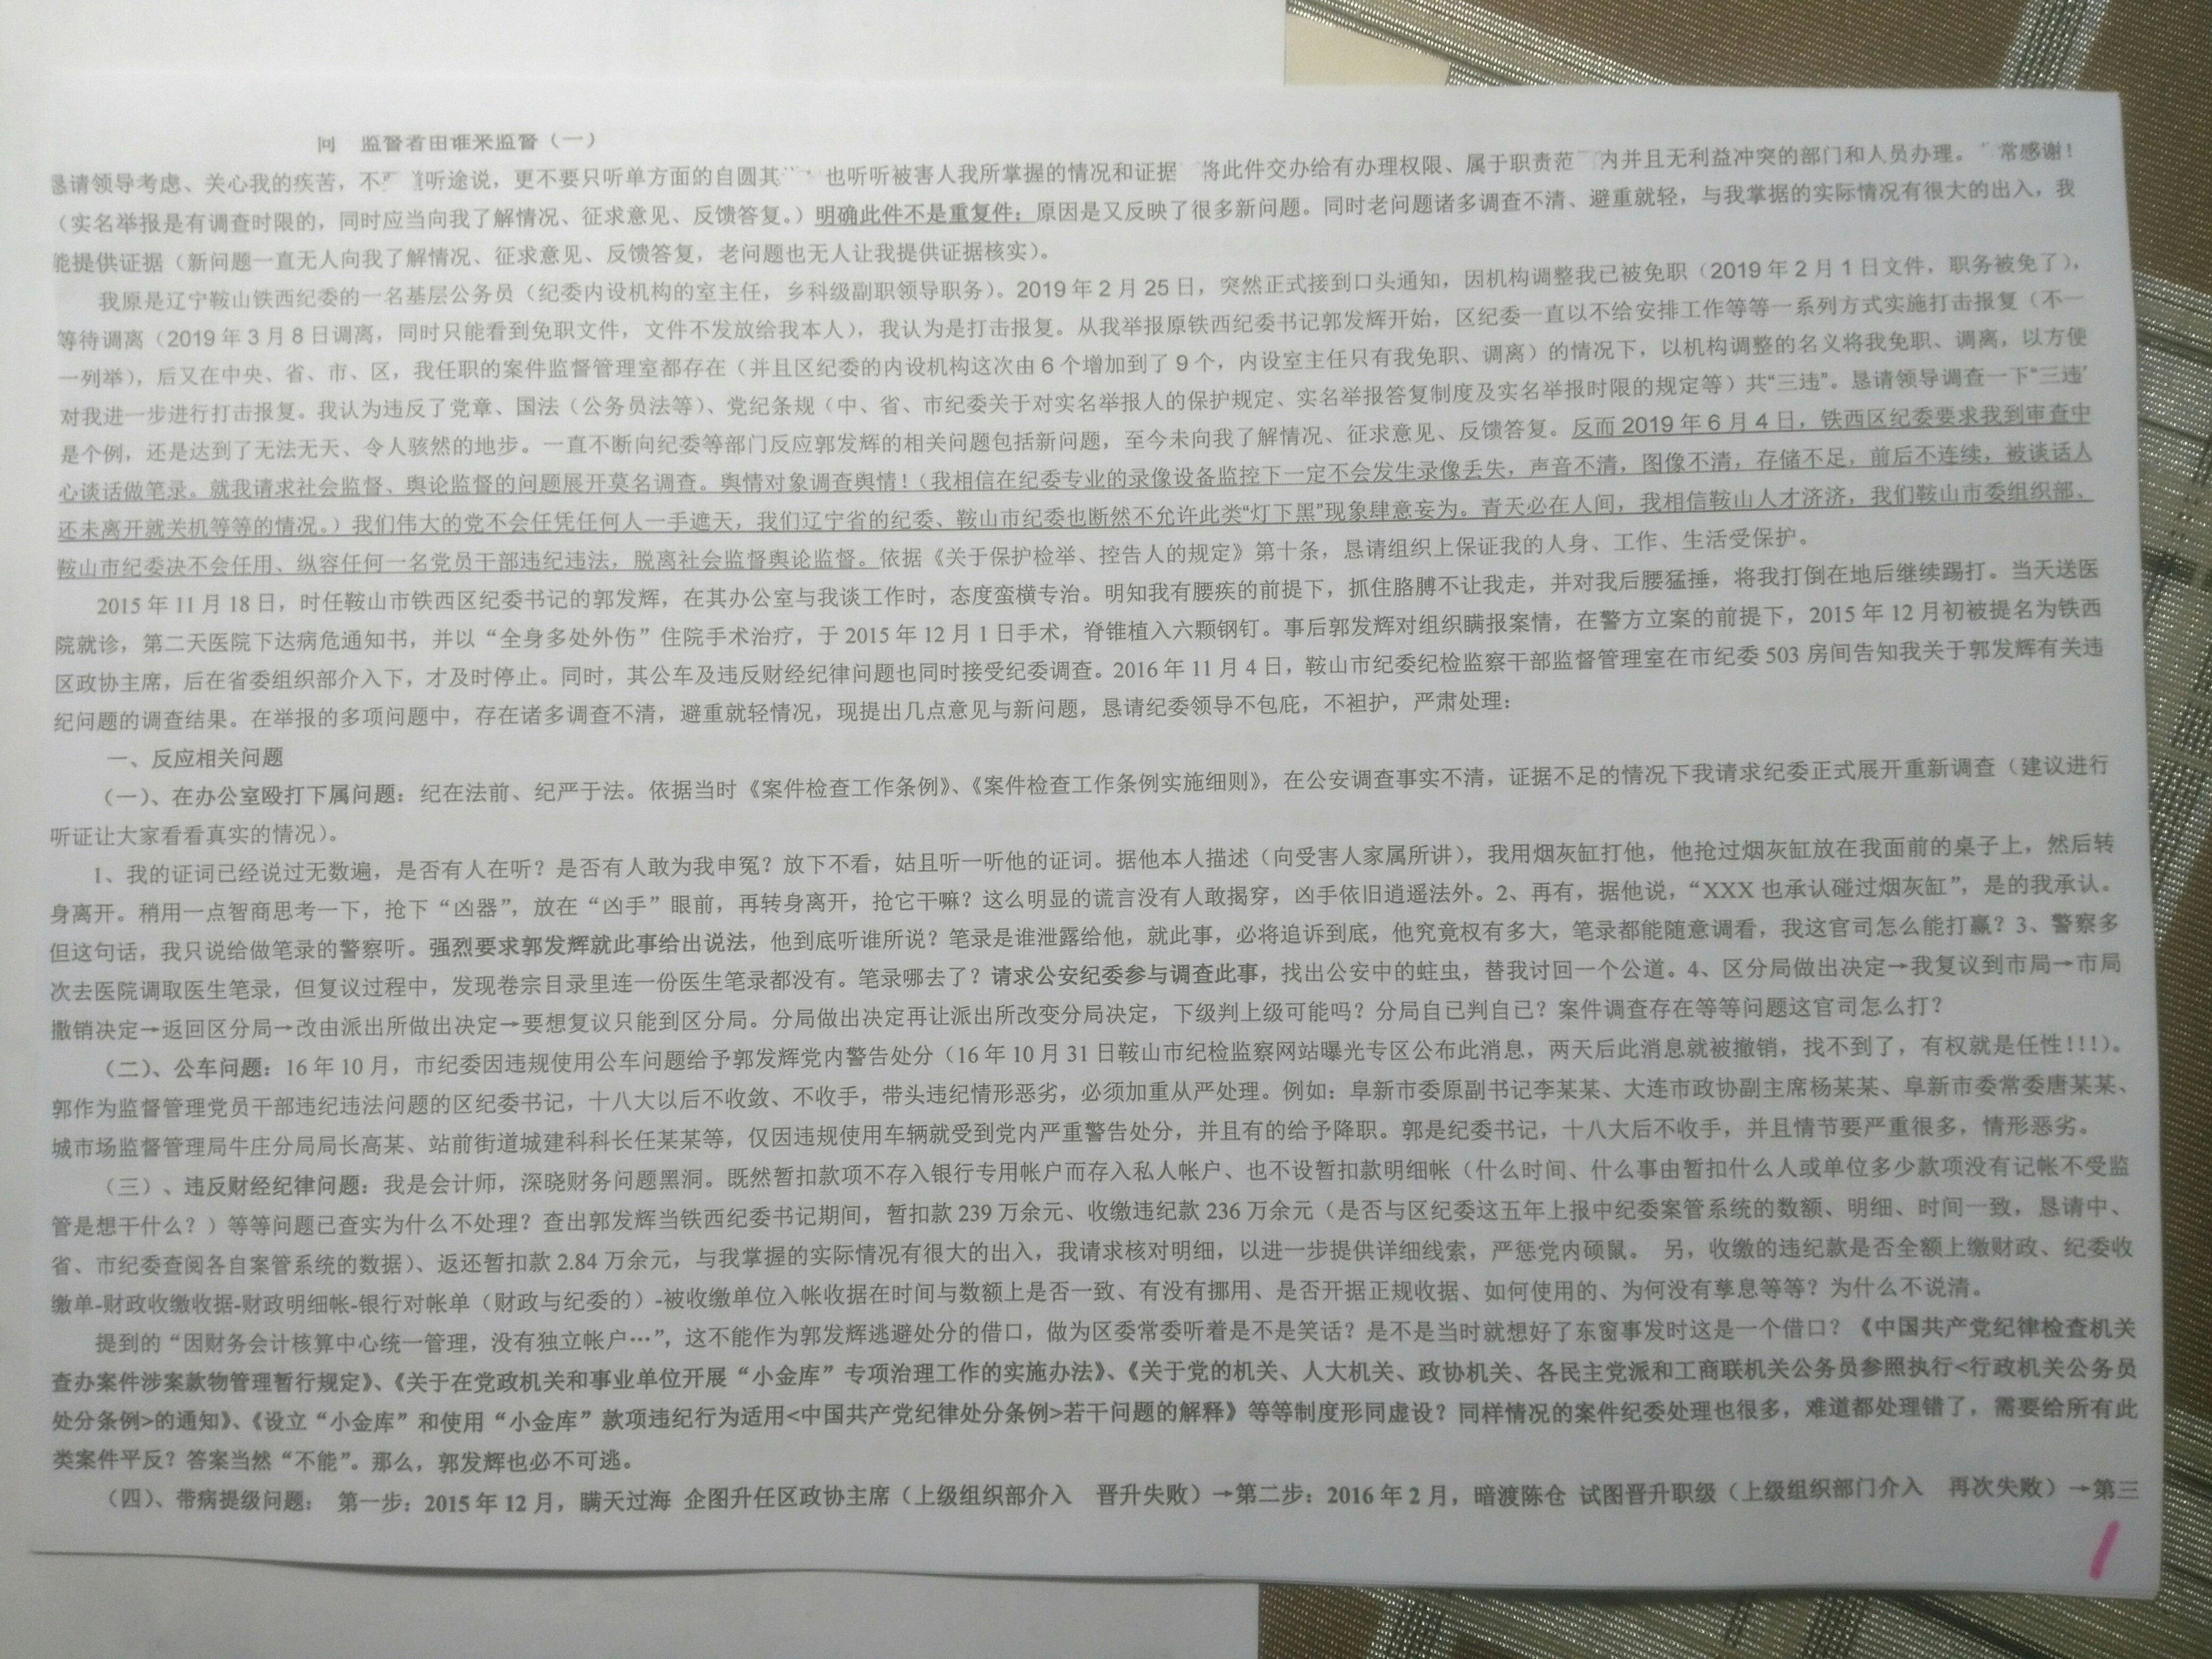 问 监督者由谁来监督（一）
恳请领导考虑、关心我的疾苦，不 道听途说，更不要只听单方面的自圆其 也听听被害人我所掌握的情况和证据 将此件交办给有办理权限、属于职责范 内并且无利益冲突的部门和人员办理。 常感谢！
（实名举报是有调查时限的，同时应当向我了解情况、征求意见、反馈答复。）明确此件不是重复件：原因是又反映了很多新问题。同时老问题诸多调查不清、避重就轻，与我掌握的实际情况有很大的出入，我
能提供证据（新问题一直无人向我了解情况、征求意见、反馈答复，老问题也无人让我提供证据核实）。
我原是辽宁鞍山铁西纪委的一名基层公务员（纪委内设机构的室主任，乡科级副职领导职务）。2019 年 2 月 25 日，突然正式接到口头通知，因机构调整我已被免职（2019 年 2 月 1 日文件，职务被免了），
等待调离（2019 年 3 月 8 日调离，同时只能看到免职文件，文件不发放给我本人），我认为是打击报复。从我举报原铁西纪委书记郭发辉开始，区纪委一直以不给安排工作等等一系列方式实施打击报复（不一
一列举），后又在中央、省、市、区，我任职的案件监督管理室都存在（并且区纪委的内设机构这次由 6 个增加到了 9 个，内设室主任只有我免职、调离）的情况下，以机构调整的名义将我免职、调离，以方便
对我进一步进行打击报复。我认为违反了党章、国法（公务员法等）、党纪条规（中、省、市纪委关于对实名举报人的保护规定、实名举报答复制度及实名举报时限的规定等）共“三违”。恳请领导调查一下“三违”
是个例，还是达到了无法无天、令人骇然的地步。一直不断向纪委等部门反应郭发辉的相关问题包括新问题，至今未向我了解情况、征求意见、反馈答复。反而 2019 年 6 月 4 日，铁西区纪委要求我到审查中
心谈话做笔录。就我请求社会监督、舆论监督的问题展开莫名调查。舆情对象调查舆情！（我相信在纪委专业的录像设备监控下一定不会发生录像丢失，声音不清，图像不清，存储不足，前后不连续，被谈话人
还未离开就关机等等的情况。）我们伟大的党不会任凭任何人一手遮天，我们辽宁省的纪委、鞍山市纪委也断然不允许此类“灯下黑”现象肆意妄为。青天必在人间，我相信鞍山人才济济，我们鞍山市委组织部、
鞍山市纪委决不会任用、纵容任何一名党员干部违纪违法，脱离社会监督舆论监督。依据《关于保护检举、控告人的规定》第十条，恳请组织上保证我的人身、工作、生活受保护。
2015 年 11 月 18 日，时任鞍山市铁西区纪委书记的郭发辉，在其办公室与我谈工作时，态度蛮横专治。明知我有腰疾的前提下，抓住胳膊不让我走，并对我后腰猛捶，将我打倒在地后继续踢打。当天送医
院就诊，第二天医院下达病危通知书，并以“全身多处外伤”住院手术治疗，于 2015 年 12 月 1 日手术，脊锥植入六颗钢钉。事后郭发辉对组织瞒报案情，在警方立案的前提下，2015 年 12 月初被提名为铁西
区政协主席，后在省委组织部介入下，才及时停止。同时，其公车及违反财经纪律问题也同时接受纪委调查。2016 年 11 月 4 日，鞍山市纪委纪检监察干部监督管理室在市纪委 503 房间告知我关于郭发辉有关违
纪问题的调查结果。在举报的多项问题中，存在诸多调查不清，避重就轻情况，现提出几点意见与新问题，恳请纪委领导不包庇，不袒护，严肃处理：
一、反应相关问题
（一）、在办公室殴打下属问题：纪在法前、纪严于法。依据当时《案件检查工作条例》、《案件检查工作条例实施细则》，在公安调查事实不清，证据不足的情况下我请求纪委正式展开重新调查（建议进行
听证让大家看看真实的情况）。
1、我的证词已经说过无数遍，是否有人在听？是否有人敢为我申冤？放下不看，姑且听一听他的证词。据他本人描述（向受害人家属所讲），我用烟灰缸打他，他抢过烟灰缸放在我面前的桌子上，然后转
身离开。稍用一点智商思考一下，抢下“凶器”，放在“凶手”眼前，再转身离开，抢它干嘛？这么明显的谎言没有人敢揭穿，凶手依旧逍遥法外。2、再有，据他说，“XXX 也承认碰过烟灰缸”，是的我承认。
但这句话，我只说给做笔录的警察听。强烈要求郭发辉就此事给出说法，他到底听谁所说？笔录是谁泄露给他，就此事，必将追诉到底，他究竟权有多大，笔录都能随意调看，我这官司怎么能打赢？3、警察多
次去医院调取医生笔录，但复议过程中，发现卷宗目录里连一份医生笔录都没有。笔录哪去了？请求公安纪委参与调查此事，找出公安中的蛀虫，替我讨回一个公道。4、区分局做出决定→我复议到市局→市局
撤销决定→返回区分局→改由派出所做出决定→要想复议只能到区分局。分局做出决定再让派出所改变分局决定，下级判上级可能吗？分局自己判自己？案件调查存在等等问题这官司怎么打？
（二）、公车问题：16 年 10 月，市纪委因违规使用公车问题给予郭发辉党内警告处分（16 年 10 月 31 日鞍山市纪检监察网站曝光专区公布此消息，两天后此消息就被撤销，找不到了，有权就是任性!!!）。
郭作为监督管理党员干部违纪违法问题的区纪委书记，十八大以后不收敛、不收手，带头违纪情形恶劣，必须加重从严处理。例如：阜新市委原副书记李某某、大连市政协副主席杨某某、阜新市委常委唐某某、
城市场监督管理局牛庄分局局长高某、站前街道城建科科长任某某等，仅因违规使用车辆就受到党内严重警告处分，并且有的给予降职。郭是纪委书记，十八大后不收手，并且情节要严重很多，情形恶劣。
（三）、违反财经纪律问题：我是会计师，深晓财务问题黑洞。既然暂扣款项不存入银行专用帐户而存入私人帐户、也不设暂扣款明细帐（什么时间、什么事由暂扣什么人或单位多少款项没有记帐不受监
管是想干什么？）等等问题已查实为什么不处理？查出郭发辉当铁西纪委书记期间，暂扣款 239 万余元、收缴违纪款 236 万余元（是否与区纪委这五年上报中纪委案管系统的数额、明细、时间一致，恳请中、
省、市纪委查阅各自案管系统的数据）、返还暂扣款 2.84 万余元，与我掌握的实际情况有很大的出入，我请求核对明细，以进一步提供详细线索，严惩党内硕鼠。 另，收缴的违纪款是否全额上缴财政、纪委收
缴单-财政收缴收据-财政明细帐-银行对帐单（财政与纪委的）-被收缴单位入帐收据在时间与数额上是否一致、有没有挪用、是否开据正规收据、如何使用的、为何没有孳息等等？为什么不说清。
提到的“因财务会计核算中心统一管理，没有独立帐户…”，这不能作为郭发辉逃避处分的借口，做为区委常委听着是不是笑话？是不是当时就想好了东窗事发时这是一个借口？《中国共产党纪律检查机关
查办案件涉案款物管理暂行规定》、《关于在党政机关和事业单位开展“小金库”专项治理工作的实施办法》、《关于党的机关、人大机关、政协机关、各民主党派和工商联机关公务员参照执行<行政机关公务员
处分条例>的通知》、《设立“小金库”和使用“小金库”款项违纪行为适用<中国共产党纪律处分条例>若干问题的解释》等等制度形同虚设？同样情况的案件纪委处理也很多，难道都处理错了，需要给所有此
类案件平反？答案当然“不能”。那么，郭发辉也必不可逃。
（四）、带病提级问题： 第一步：2015 年 12 月，瞒天过海 企图升任区政协主席（上级组织部介入 晋升失败）→第二步：2016 年 2 月，暗渡陈仓 试图晋升职级（上级组织部门介入 再次失败）→第三
1